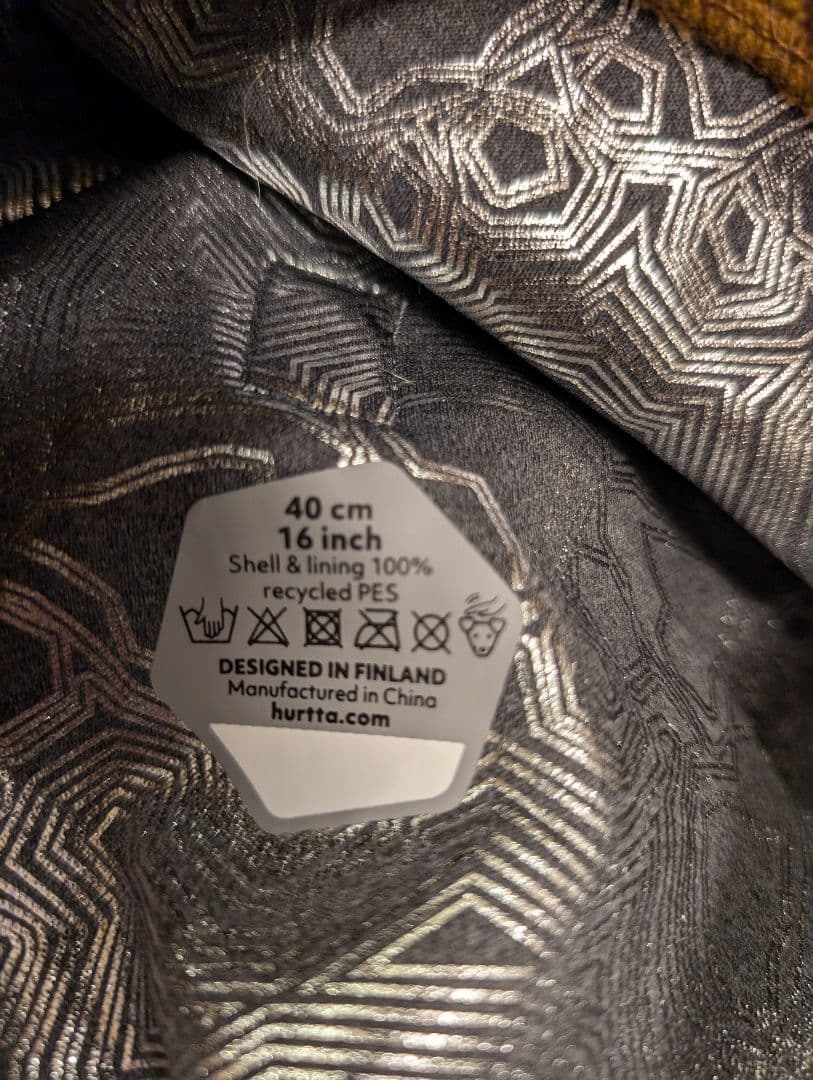 40 cm
16 inch
Shell & lining 100%
recycled PES
DESIGNED IN FINLAND
Manufactured in China
hurtta.com